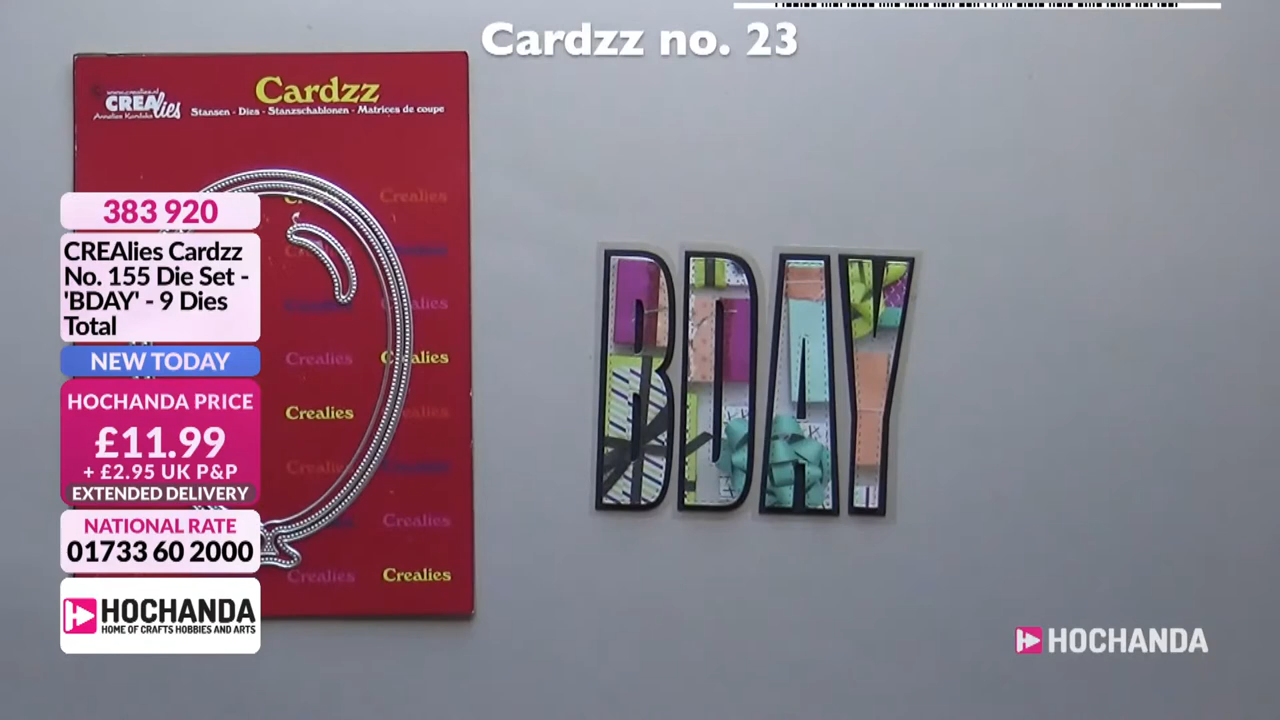 Cardzz no. 23
www.crealies.nl
CREAlies
Cardzz
Stansen - Dies - Stanzschablonen - Matrices de coupe
Crealies
383 920
CREAlies Cardzz
No. 155 Die Set -
'BDAY' - 9 Dies
Total
NEW TODAY
HOCHANDA PRICE
£11.99
+ £2.95 UK P&P
EXTENDED DELIVERY
NATIONAL RATE
01733 60 2000
HOCHANDA
HOME OF CRAFTS HOBBIES AND ARTS
Crealies
Crealies
Crealies
Crealies
Crealies
Crealies
Crealies
BDAY
HOCHANDA